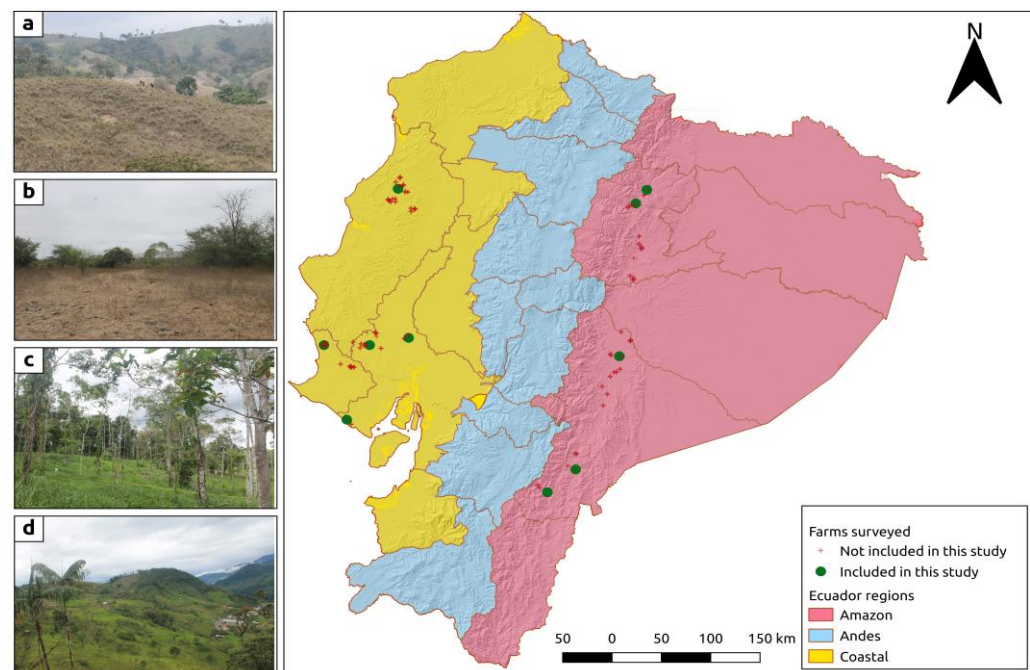 a
b
c
d
N
Farms surveyed
Not included in this study
Included in this study
Ecuador regions
Amazon
Andes
Coastal
50 0 50 100 150 km